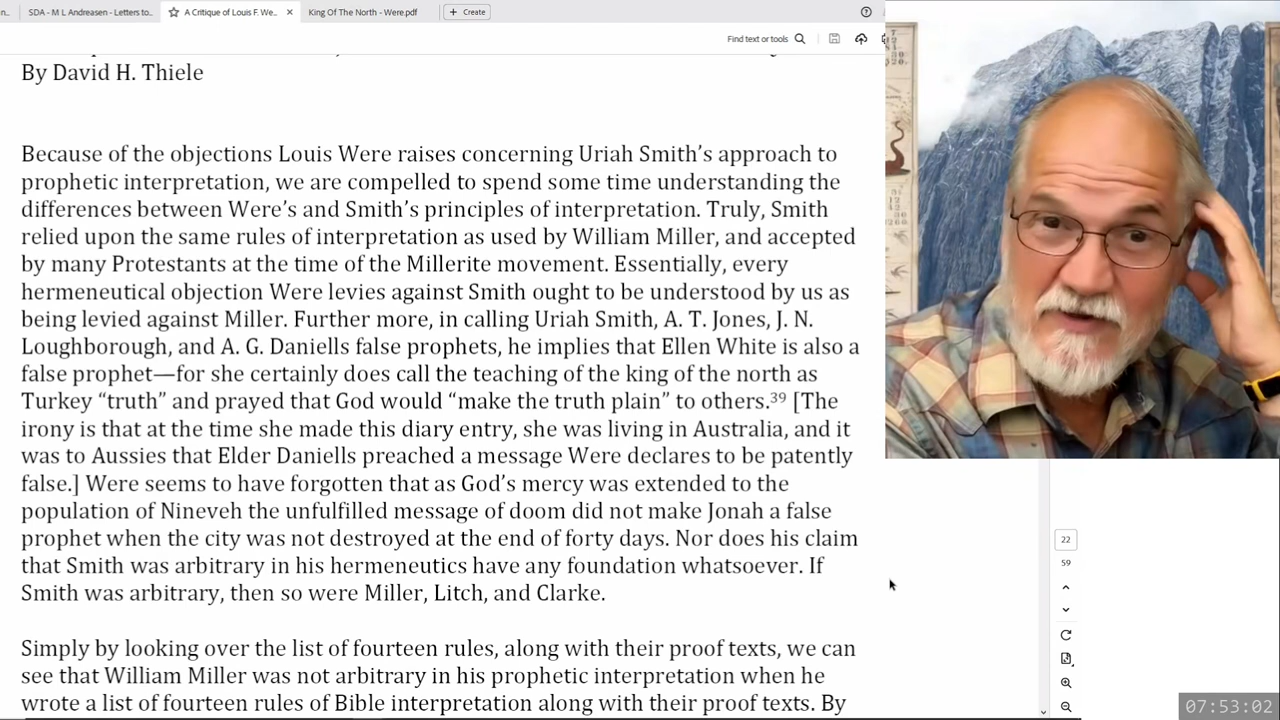 SDA - M L Andreasen - Letters to...
A Critique of Louis F. We...
King Of The North - Were.pdf
Create
Find text or tools
By David H. Thiele
Because of the objections Louis Were raises concerning Uriah Smith’s approach to
prophetic interpretation, we are compelled to spend some time understanding the
differences between Were’s and Smith’s principles of interpretation. Truly, Smith
relied upon the same rules of interpretation as used by William Miller, and accepted
by many Protestants at the time of the Millerite movement. Essentially, every
hermeneutical objection Were levies against Smith ought to be understood by us as
being levied against Miller. Further more, in calling Uriah Smith, A. T. Jones, J. N.
Loughborough, and A. G. Daniells false prophets, he implies that Ellen White is also a
false prophet—for she certainly does call the teaching of the king of the north as
Turkey “truth” and prayed that God would “make the truth plain” to others.³⁹ [The
irony is that at the time she made this diary entry, she was living in Australia, and it
was to Aussies that Elder Daniells preached a message Were declares to be patently
false.] Were seems to have forgotten that as God’s mercy was extended to the
population of Nineveh the unfulfilled message of doom did not make Jonah a false
prophet when the city was not destroyed at the end of forty days. Nor does his claim
that Smith was arbitrary in his hermeneutics have any foundation whatsoever. If
Smith was arbitrary, then so were Miller, Litch, and Clarke.
Simply by looking over the list of fourteen rules, along with their proof texts, we can
see that William Miller was not arbitrary in his prophetic interpretation when he
wrote a list of fourteen rules of Bible interpretation along with their proof texts. By
22
59
07:53:02